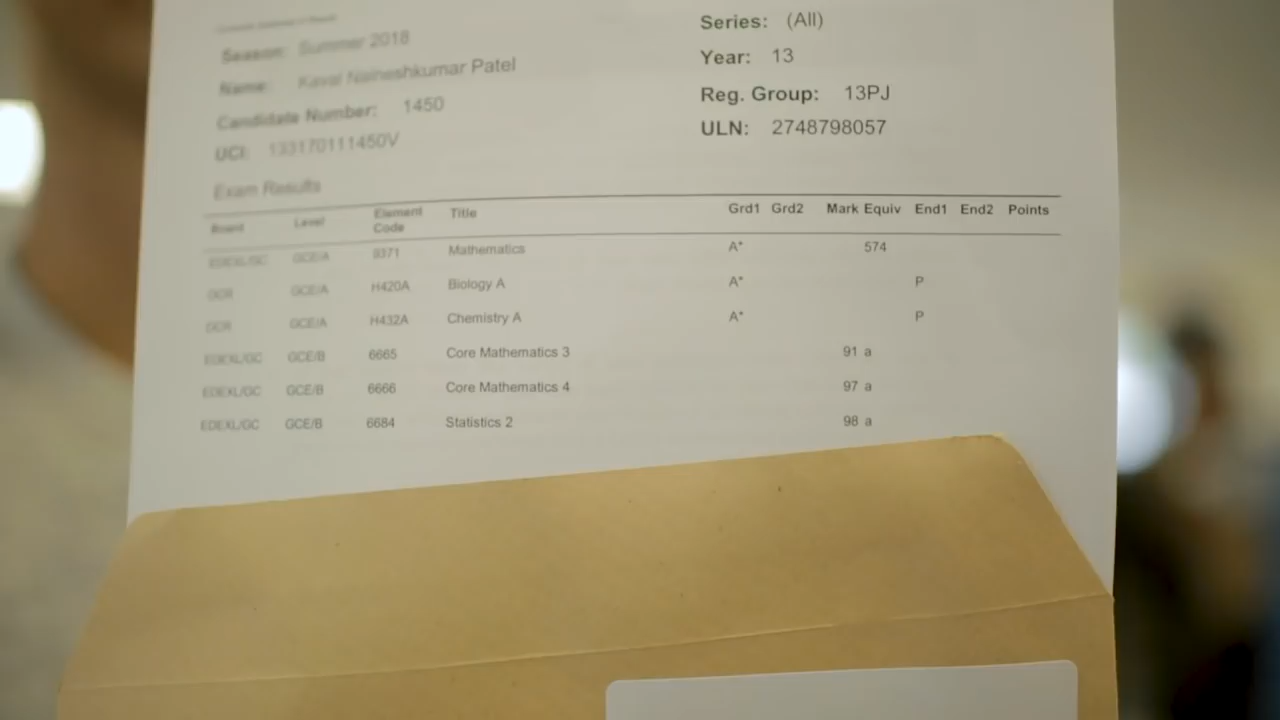 Season: Summer 2018
Name: Kaval Naineshkumar Patel
Candidate Number: 1450
UCI: 133170111450V
Series: (All)
Year: 13
Reg. Group: 13PJ
ULN: 2748798057
Exam Results
Board Level Element Code Title Grd1 Grd2 Mark Equiv End1 End2 Points
EDEXL/GC GCE/A 9371 Mathematics A* 574
OCR GCE/A H420A Biology A A* P
OCR GCE/A H432A Chemistry A A* P
EDEXL/GC GCE/B 6665 Core Mathematics 3 91 a
EDEXL/GC GCE/B 6666 Core Mathematics 4 97 a
EDEXL/GC GCE/B 6684 Statistics 2 98 a